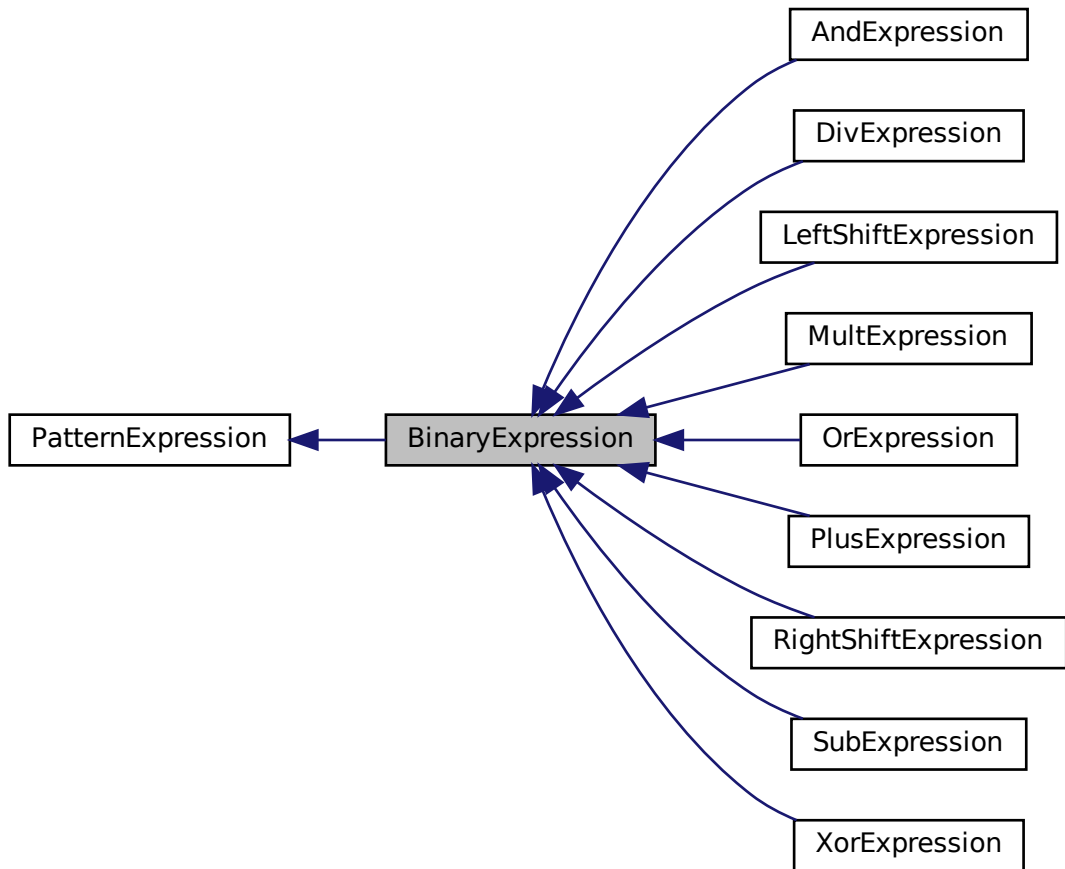 AndExpression
DivExpression
LeftShiftExpression
MultExpression
PatternExpression
BinaryExpression
OrExpression
PlusExpression
RightShiftExpression
SubExpression
XorExpression